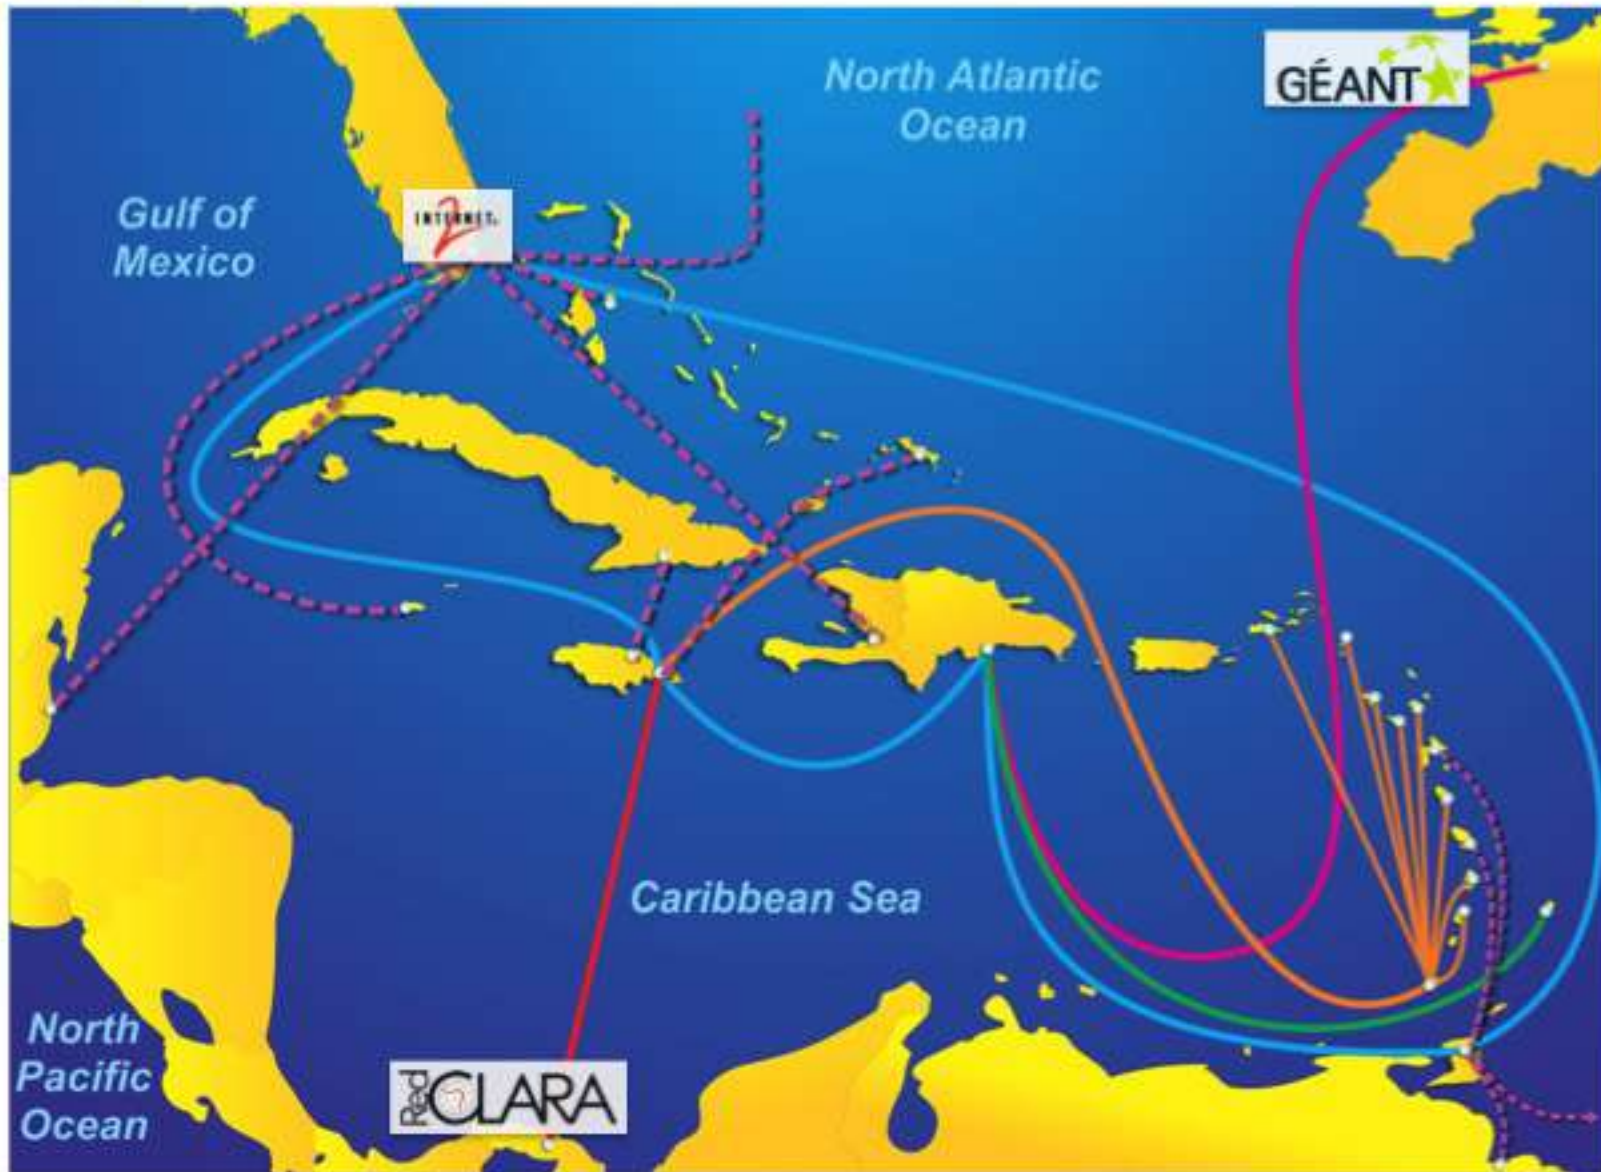 North Atlantic
Ocean
GÉANT
Gulf of
Mexico
INTERNET
2
Caribbean Sea
North
Pacific
Ocean
Red
CLARA